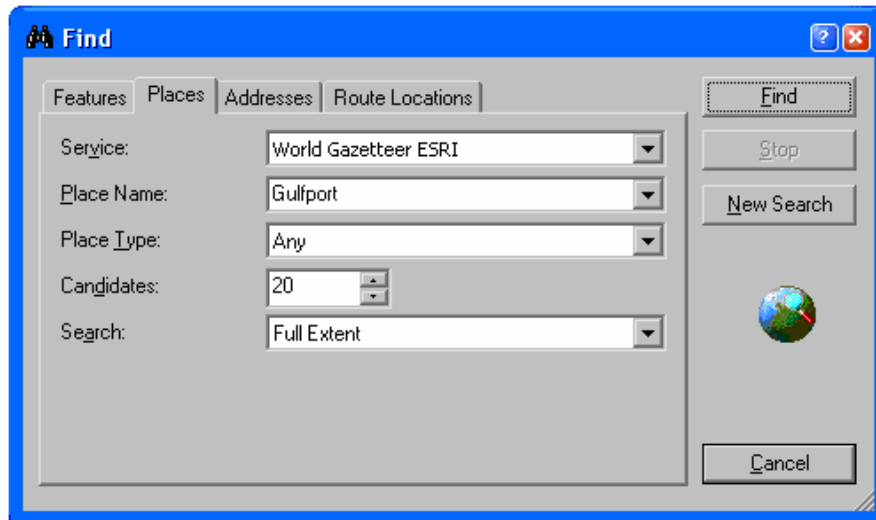 Find
Features Places Addresses Route Locations
Find
Service: World Gazetteer ESRI
Stop
Place Name: Gulfport
New Search
Place Type: Any
Candidates: 20
Search: Full Extent
Cancel